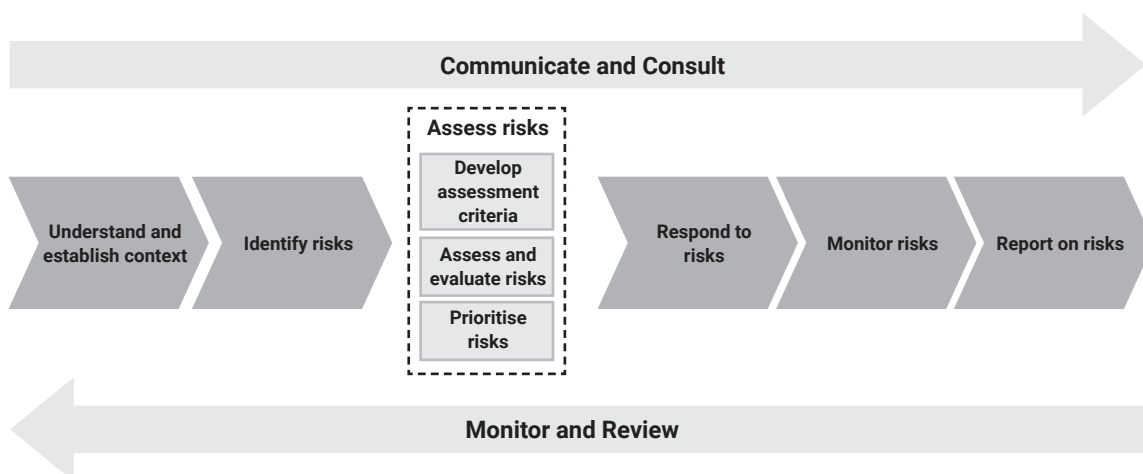 Communicate and Consult
Understand and
establish context
Identify risks
Assess risks
Develop
assessment
criteria
Assess and
evaluate risks
Prioritise
risks
Respond to
risks
Monitor risks
Report on risks
Monitor and Review